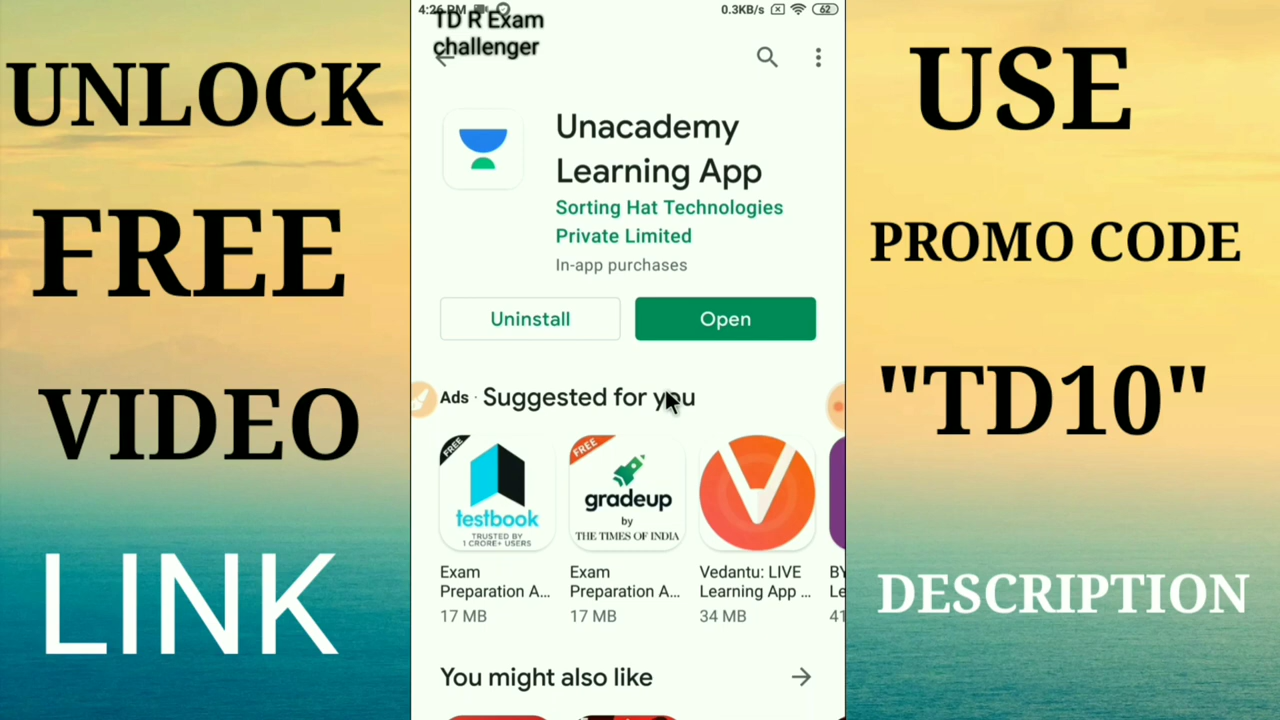 UNLOCK
FREE
VIDEO
LINK
4:26 PM
0.3KB/s
62
TD R Exam
challenger
Unacademy
Learning App
Sorting Hat Technologies
Private Limited
In-app purchases
Uninstall
Open
Ads · Suggested for you
FREE
testbook
TRUSTED BY
1 CRORE+ USERS
Exam
Preparation A...
17 MB
FREE
gradeup
by
THE TIMES OF INDIA
Exam
Preparation A...
17 MB
Vedantu: LIVE
Learning App ...
34 MB
BY
Le
41
You might also like
USE
PROMO CODE
"TD10"
DESCRIPTION